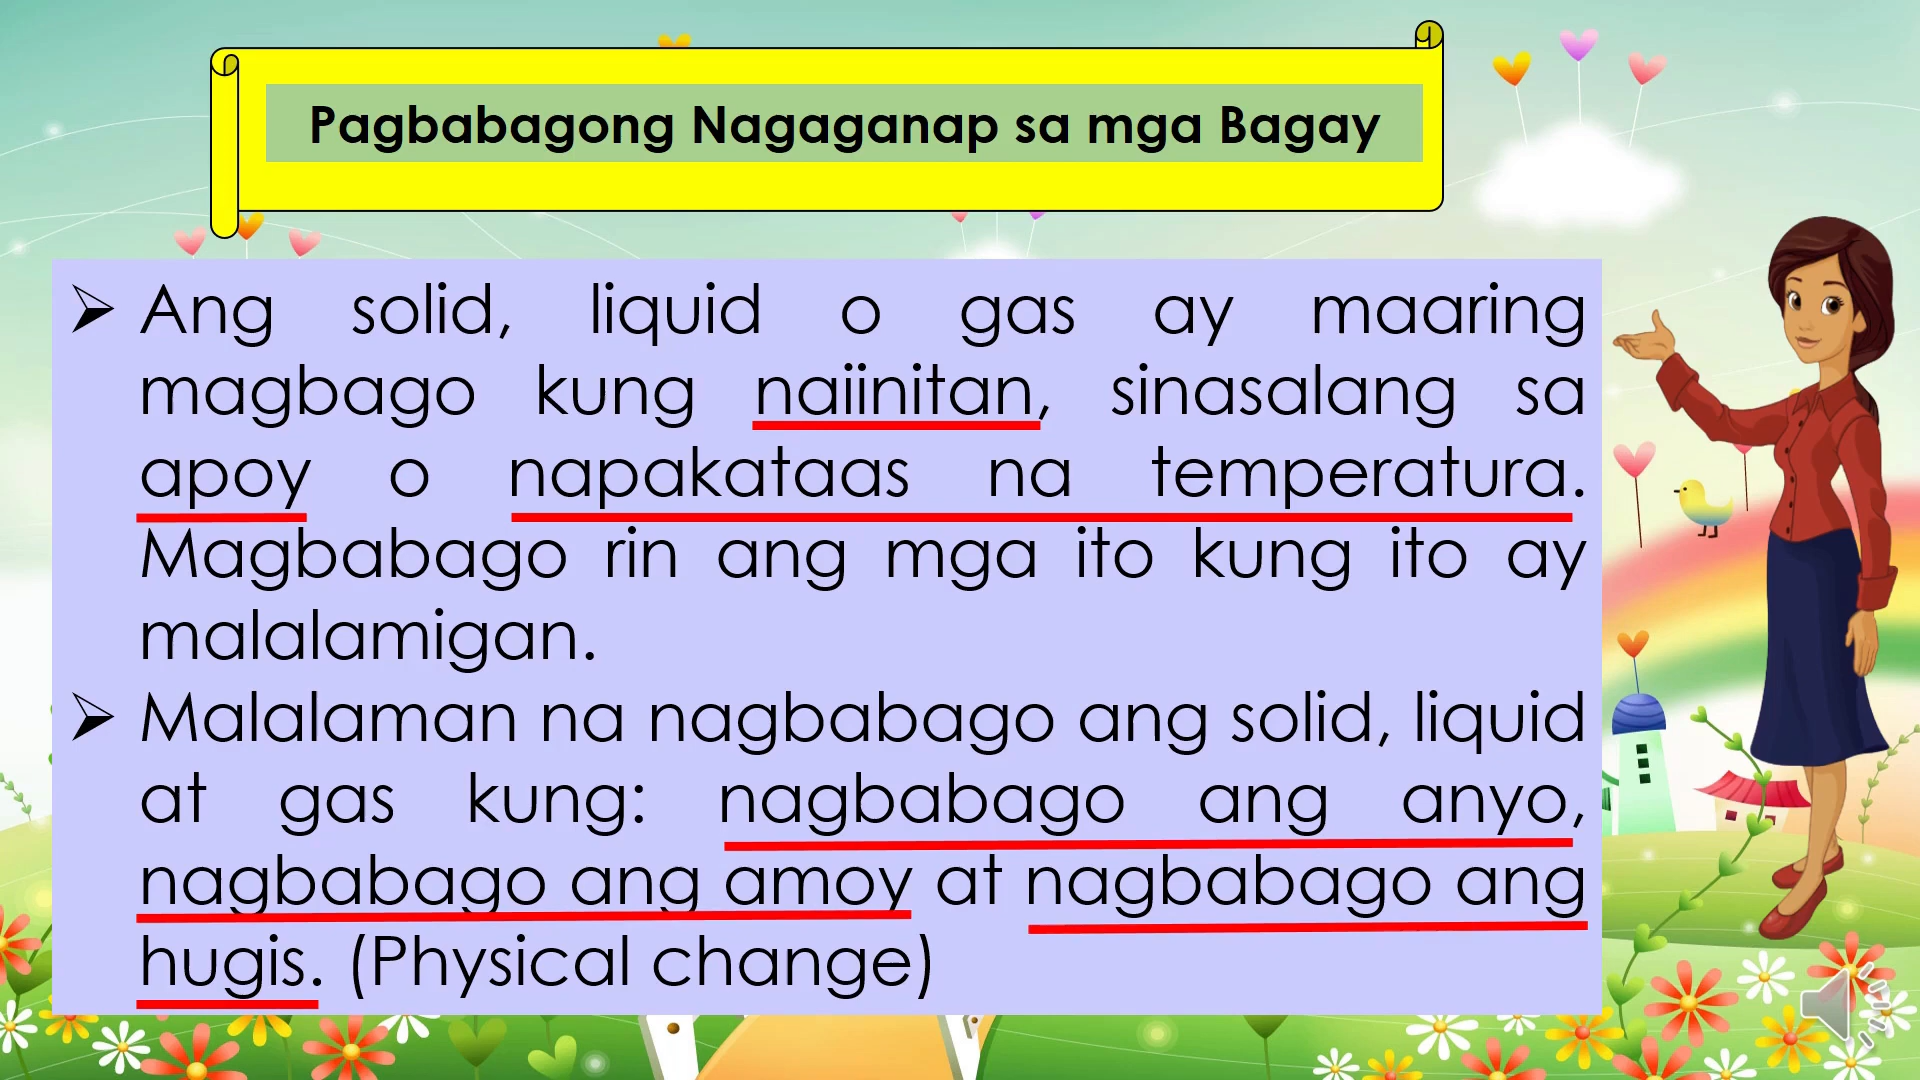 Pagbabagong Nagaganap sa mga Bagay
Ang solid, liquid o gas ay maaring
magbago kung naiinitan, sinasalang sa
apoy o napakataas na temperatura.
Magbabago rin ang mga ito kung ito ay
malalamigan.
Malalaman na nagbabago ang solid, liquid
at gas kung: nagbabago ang anyo,
nagbabago ang amoy at nagbabago ang
hugis. (Physical change)